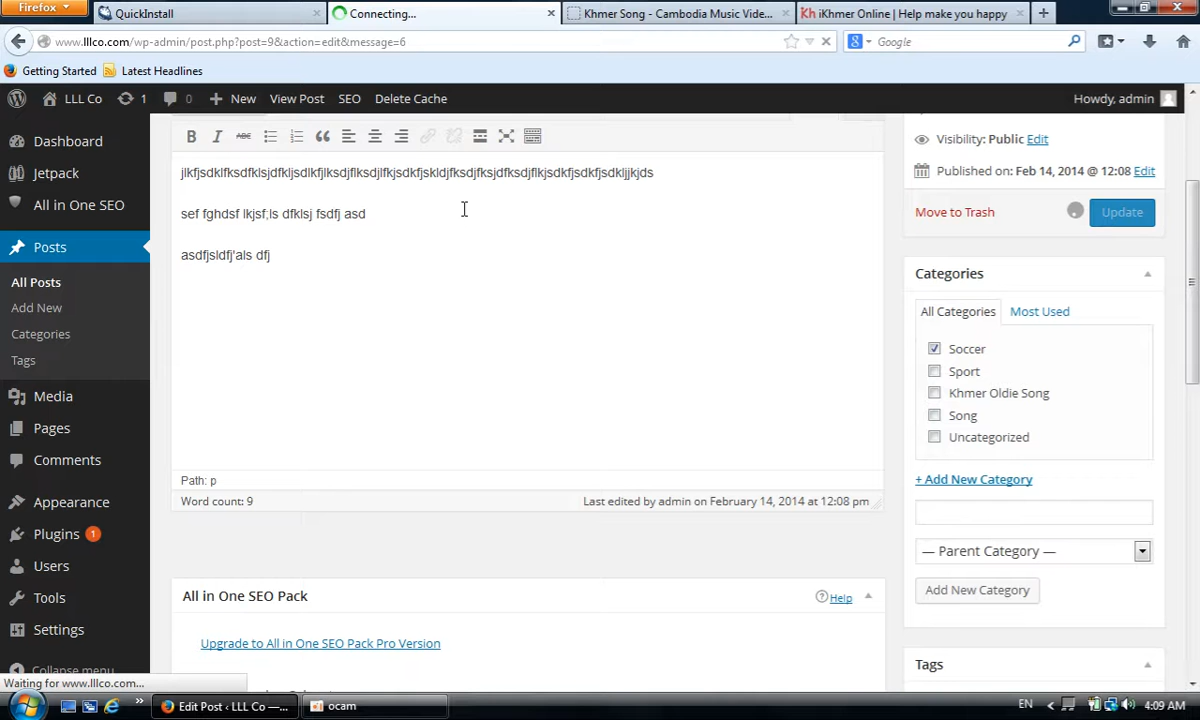 Firefox
QuickInstall
Connecting...
Khmer Song - Cambodia Music Vide...
iKhmer Online | Help make you happy
www.lllco.com/wp-admin/post.php?post=9&action=edit&message=6
Google
Getting Started
Latest Headlines
LLL Co
1
0
New
View Post
SEO
Delete Cache
Howdy, admin
Dashboard
Jetpack
All in One SEO
Posts
All Posts
Add New
Categories
Tags
Media
Pages
Comments
Appearance
Plugins 1
Users
Tools
Settings
Collapse menu
B I ABC
jlkfjsdklfksdfklsjdfkljsdlkfjlksdjflksdjlfkjsdkfjskldjfksdjfksjdfksdjflkjsdkfjsdkfjsdkljjkjds
sef fghdsf lkjsf;ls dfklsj fsdfj asd
asdfjsldfj'als dfj
Path: p
Word count: 9
Last edited by admin on February 14, 2014 at 12:08 pm
All in One SEO Pack
Help
Upgrade to All in One SEO Pack Pro Version
Visibility: Public Edit
Published on: Feb 14, 2014 @ 12:08 Edit
Move to Trash
Update
Categories
All Categories
Most Used
Soccer
Sport
Khmer Oldie Song
Song
Uncategorized
+ Add New Category
— Parent Category —
Add New Category
Tags
Waiting for www.lllco.com...
Edit Post ‹ LLL Co —...
ocam
EN
4:09 AM